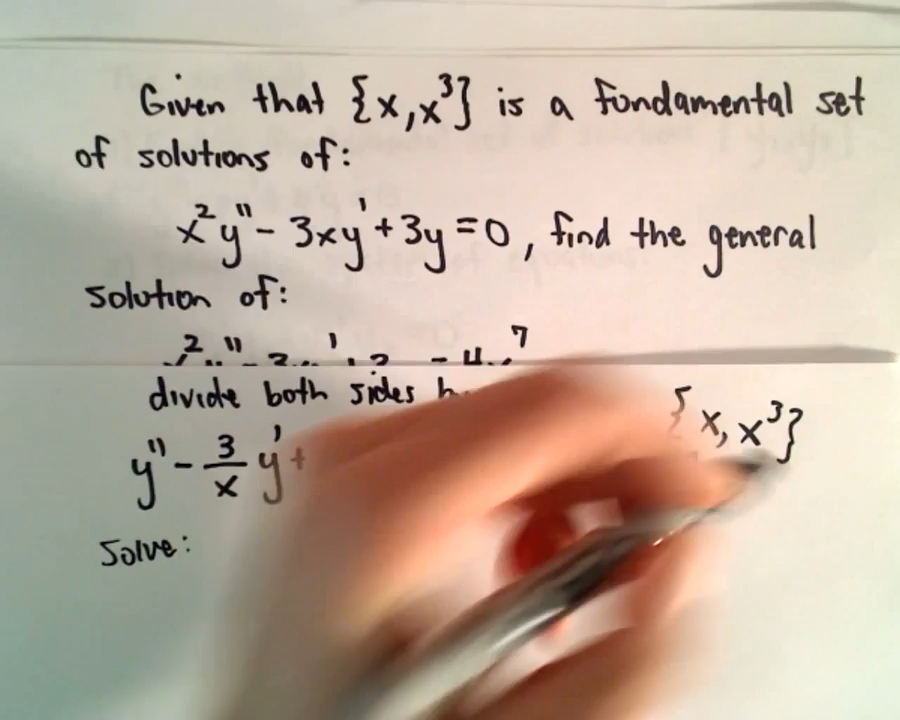 Given that {x, x³} is a fundamental set
of solutions of:
x²y" - 3xy' + 3y = 0, find the general
solution of:
divide both sides
{x, x³}
y" - 3/x y' +
Solve: